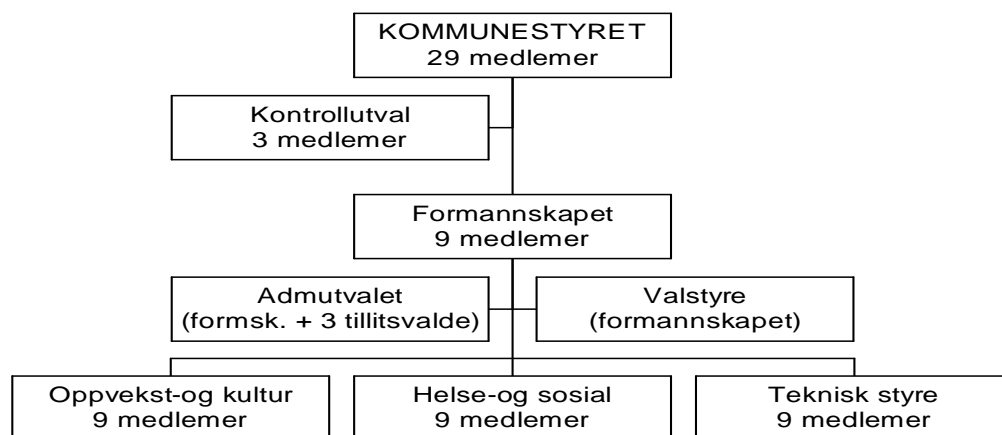 KOMMUNESTYRET
29 medlemer
Kontrollutval
3 medlemer
Formannskapet
9 medlemer
Admutvalet
(formsk. + 3 tillitsvalde)
Valstyre
(formannskapet)
Oppvekst-og kultur
9 medlemer
Helse-og sosial
9 medlemer
Teknisk styre
9 medlemer